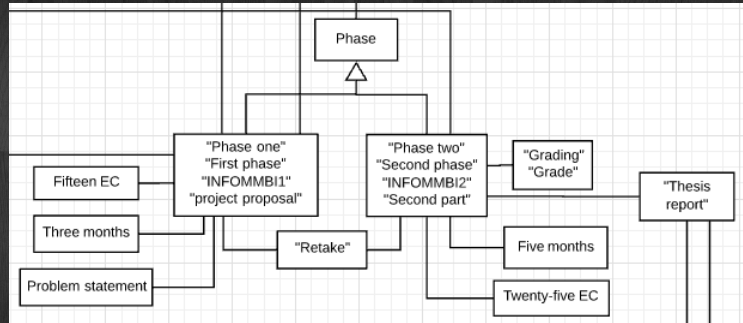 Phase
"Phase one"
"First phase"
"INFOMMBI1"
"project proposal"
"Phase two"
"Second phase"
"INFOMMBI2"
"Second part"
"Grading"
"Grade"
Fifteen EC
"Thesis
report"
Three months
"Retake"
Five months
Problem statement
Twenty-five EC